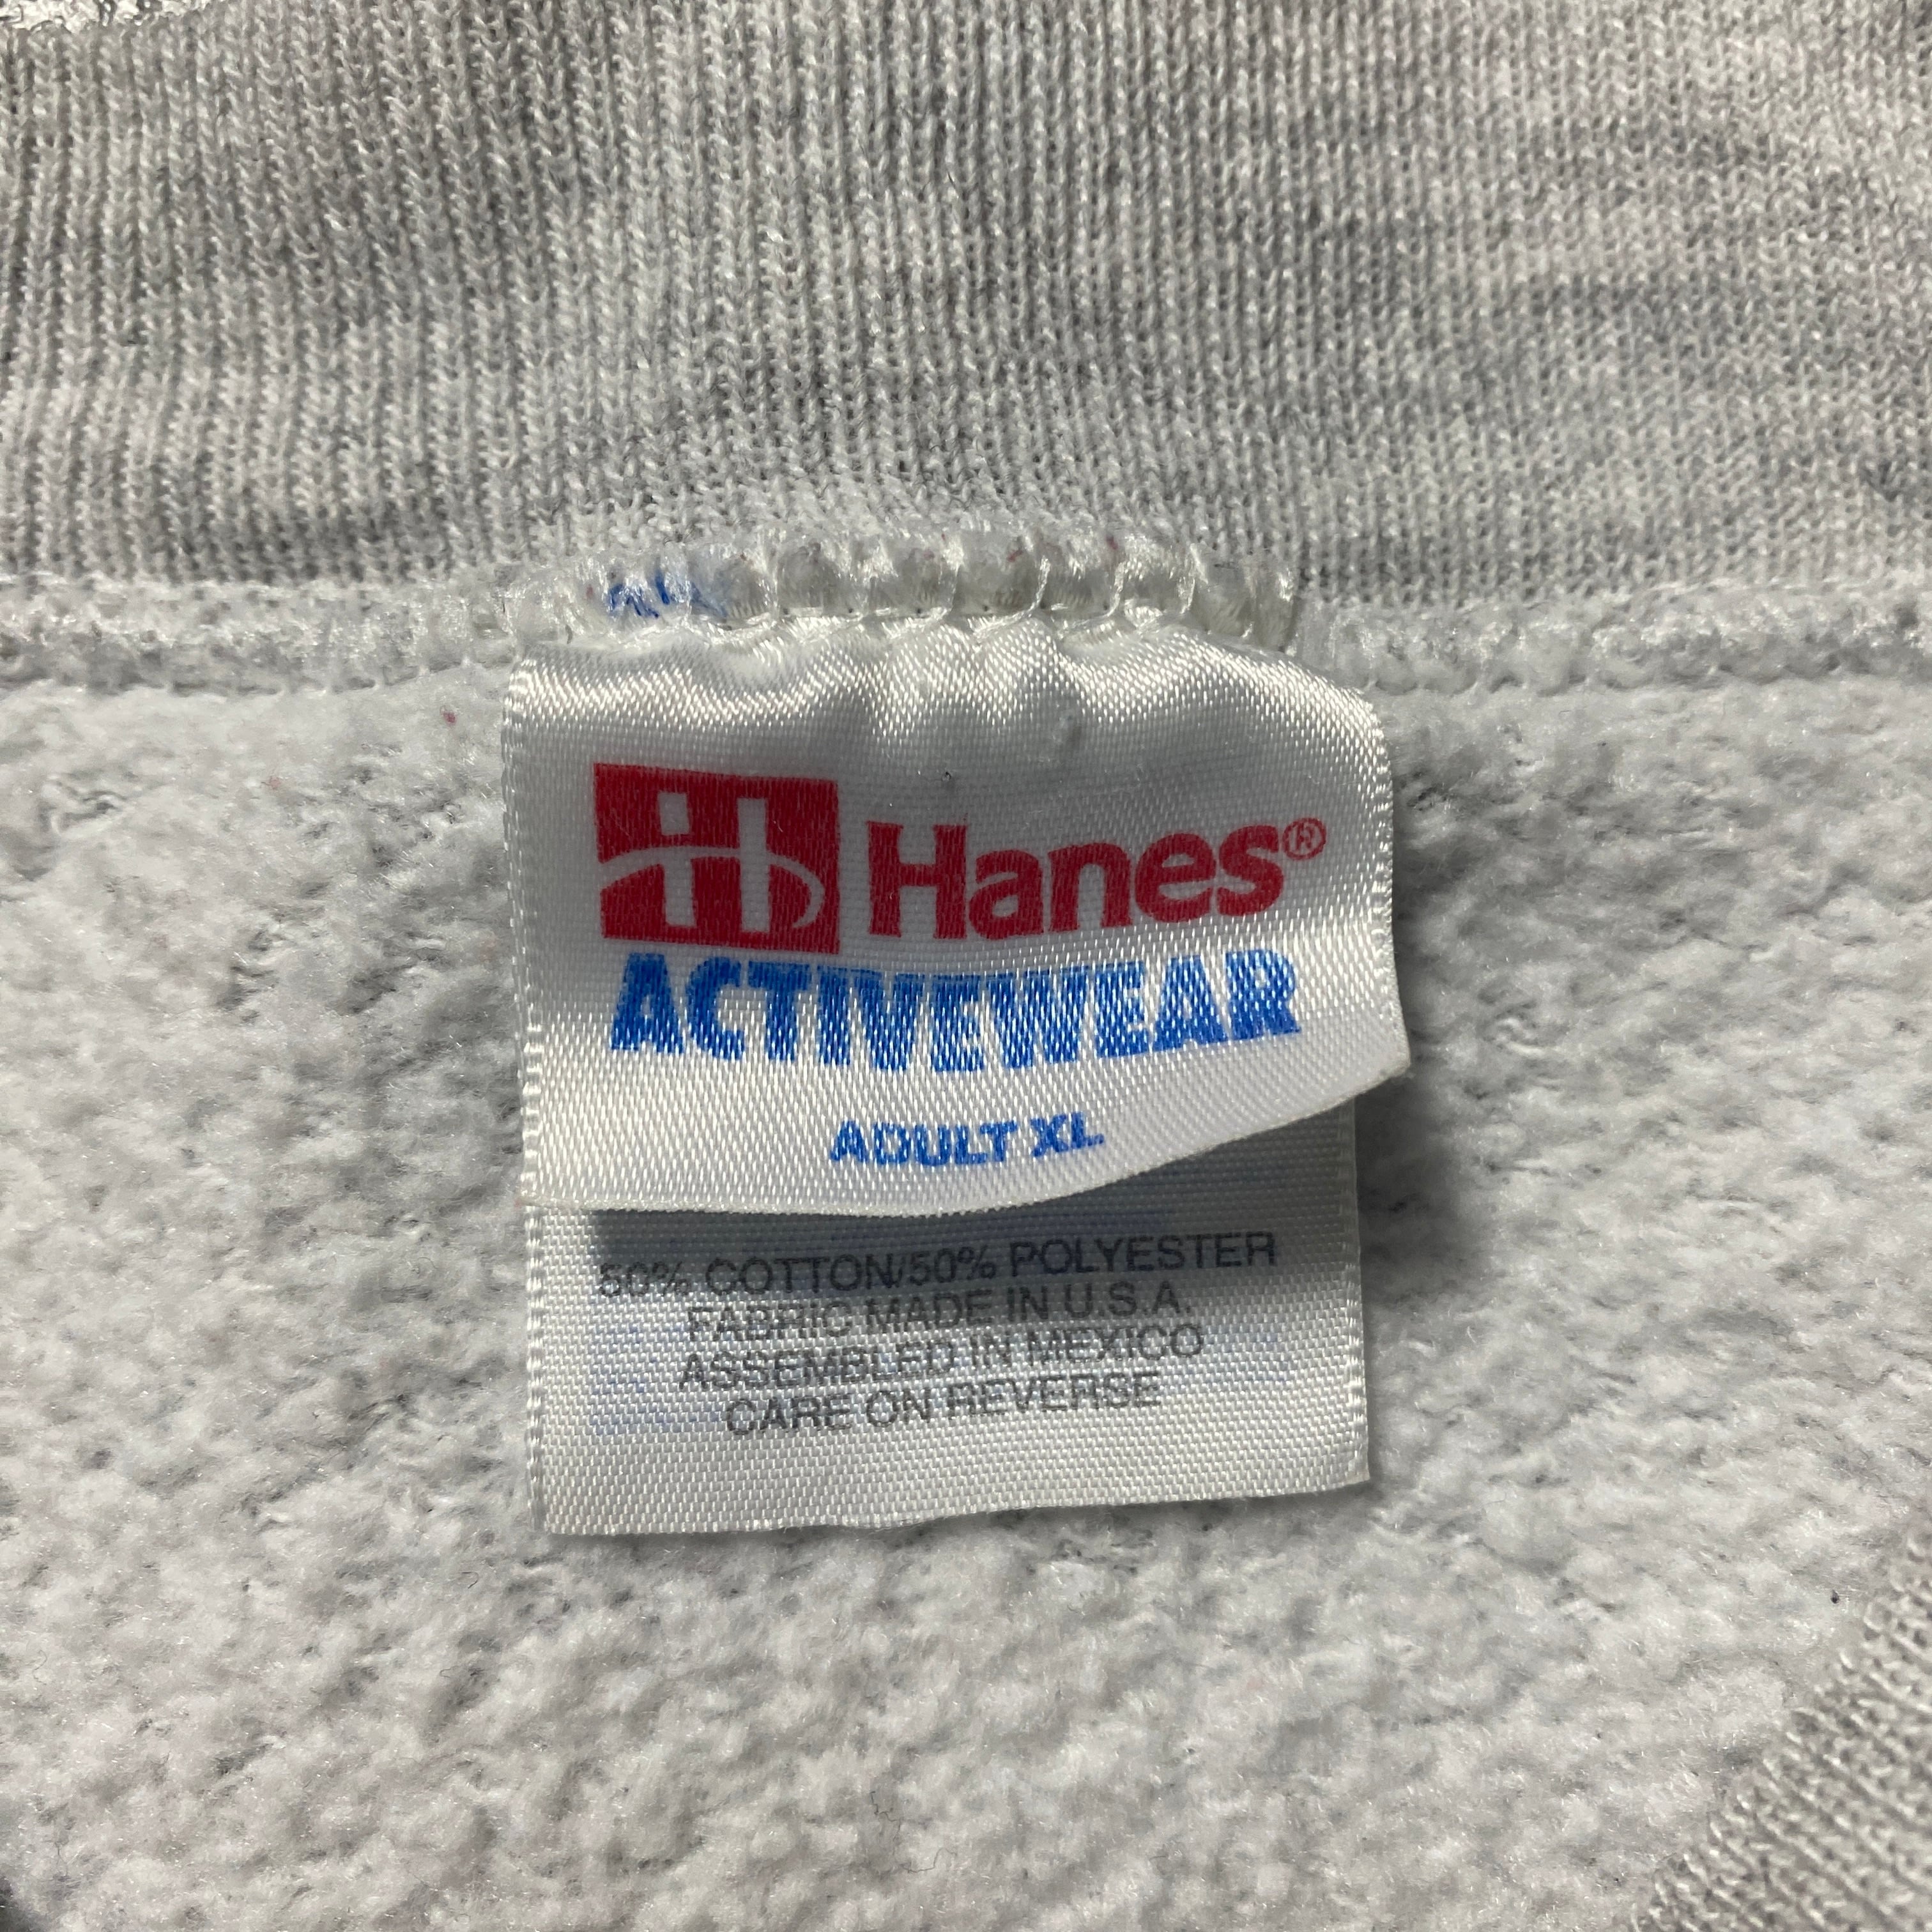 Hanes®
ACTIVEWEAR
ADULT XL
50% COTTON/50% POLYESTER
FABRIC MADE IN U.S.A.
ASSEMBLED IN MEXICO
CARE ON REVERSE